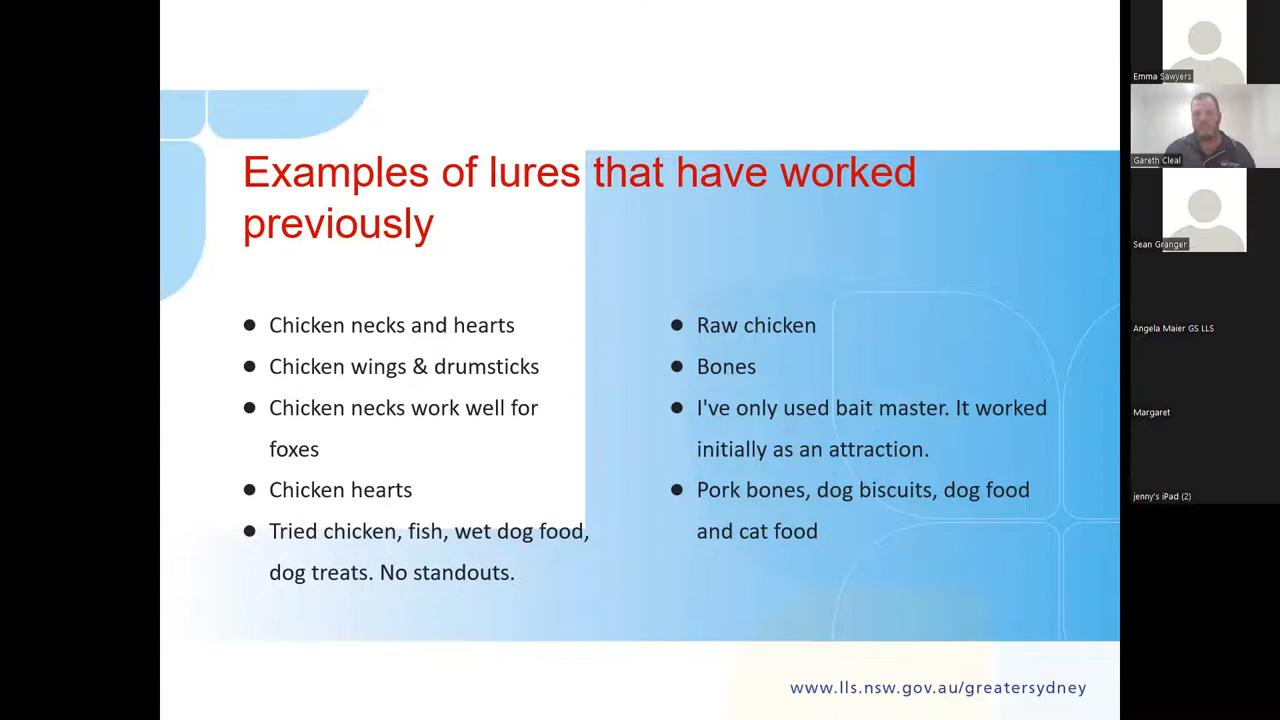 Examples of lures that have worked
previously
● Chicken necks and hearts
● Chicken wings & drumsticks
● Chicken necks work well for
foxes
● Chicken hearts
● Tried chicken, fish, wet dog food,
dog treats. No standouts.
● Raw chicken
● Bones
● I've only used bait master. It worked
initially as an attraction.
● Pork bones, dog biscuits, dog food
and cat food
www.lls.nsw.gov.au/greatersydney
Emma Sawyers
Gareth Cleal
Sean Granger
Angela Maier GS LLS
Margaret
jenny's iPad (2)